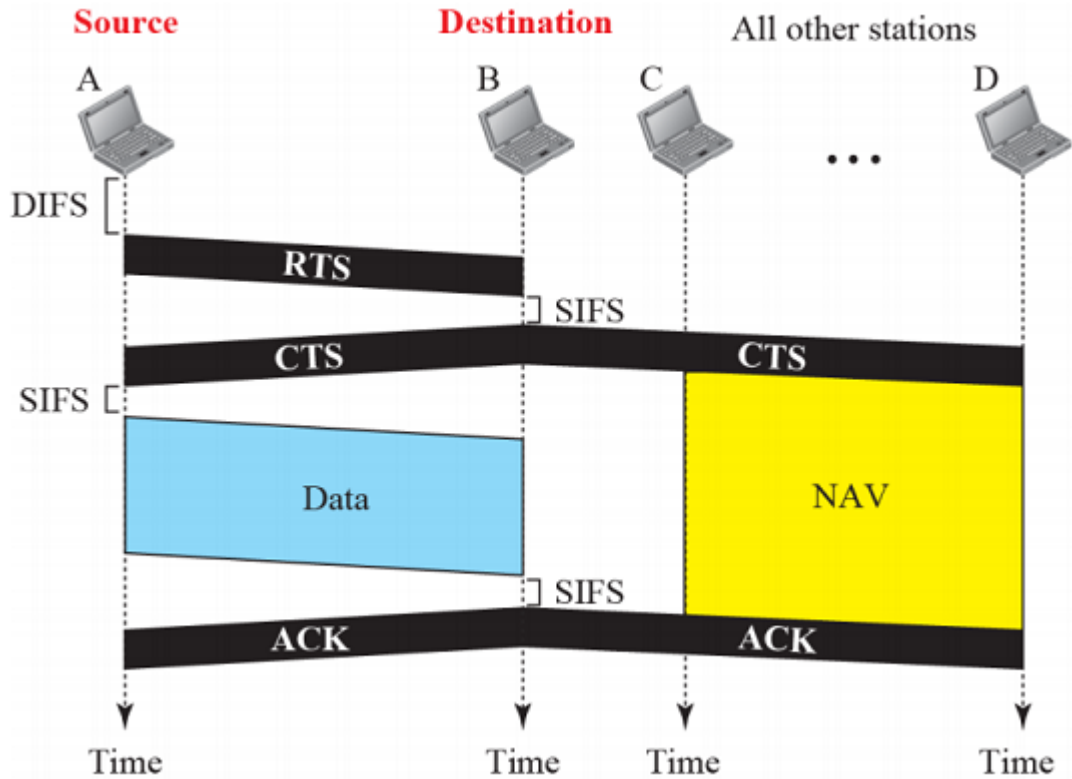 Source
Destination
All other stations
A
B
C
D
...
DIFS
RTS
SIFS
CTS
CTS
SIFS
Data
NAV
SIFS
ACK
ACK
Time
Time
Time
Time